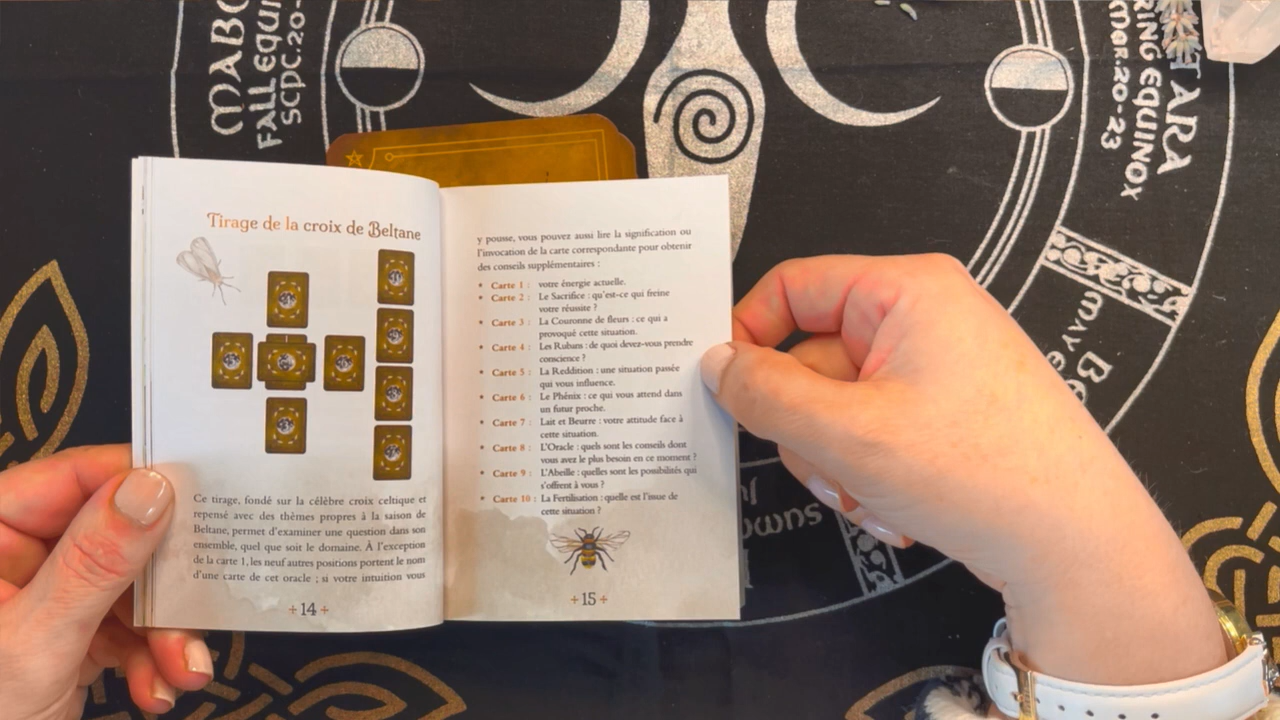 MABO
FALL EQUI
SEPT.20-
TARA
RING EQUINOX
MAR.20-23
Tirage de la croix de Beltane
Ce tirage, fondé sur la célèbre croix celtique et
repensé avec des thèmes propres à la saison de
Beltane, permet d'examiner une question dans son
ensemble, quel que soit le domaine. À l'exception
de la carte 1, les neuf autres positions portent le nom
d'une carte de cet oracle ; si votre intuition vous
14
y pousse, vous pouvez aussi lire la signification ou
l'invocation de la carte correspondante pour obtenir
des conseils supplémentaires :
• Carte 1 : votre énergie actuelle.
• Carte 2 : Le Sacrifice : qu'est-ce qui freine
votre réussite ?
• Carte 3 : La Couronne de fleurs : ce qui a
provoqué cette situation.
• Carte 4 : Les Rubans : de quoi devez-vous prendre
conscience ?
• Carte 5 : La Reddition : une situation passée
qui vous influence.
• Carte 6 : Le Phénix : ce qui vous attend dans
un futur proche.
• Carte 7 : Lait et Beurre : votre attitude face à
cette situation.
• Carte 8 : L'Oracle : quels sont les conseils dont
vous avez le plus besoin en ce moment ?
• Carte 9 : L'Abeille : quelles sont les possibilités qui
s'offrent à vous ?
• Carte 10 : La Fertilisation : quelle est l'issue de
cette situation ?
15